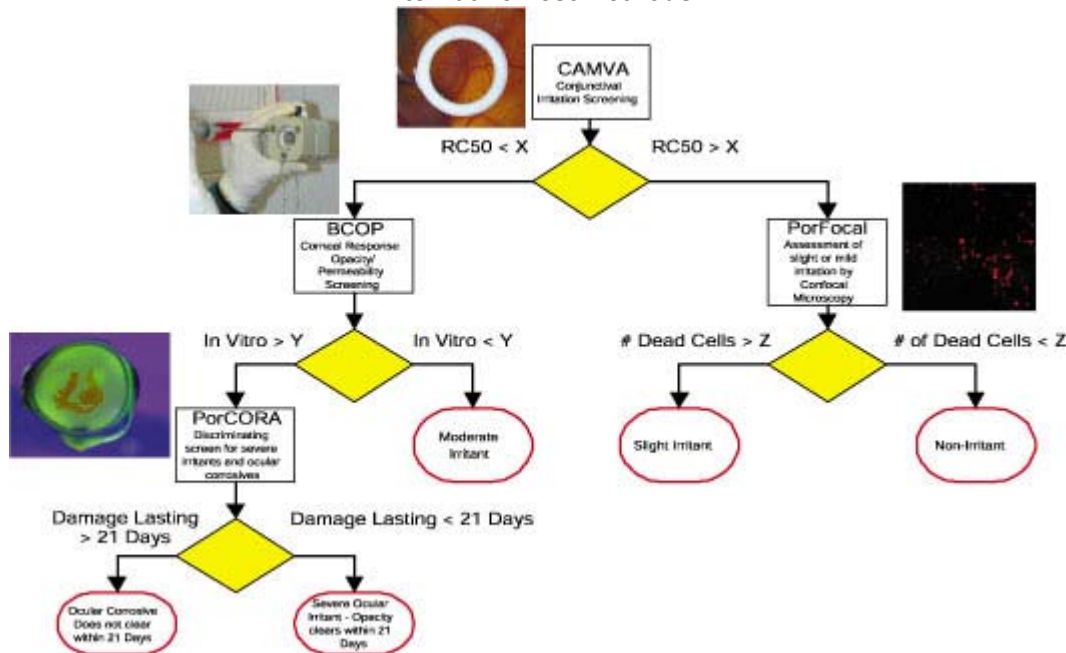 CAMVA
Conjunctival
Irritation Screening
RC50 < X
RC50 > X
BCOP
Corneal Response
Opacity/
Permeability
Screening
PorFocal
Assessment of
slight or mild
irritation by
Confocal
Microscopy
In Vitro > Y
In Vitro < Y
# Dead Cells > Z
# of Dead Cells < Z
PorCORA
Discriminating
screen for severe
irritants and ocular
corrosives
Moderate
Irritant
Slight Irritant
Non-Irritant
Damage Lasting
> 21 Days
Damage Lasting < 21 Days
Ocular Corrosive
Does not clear
within 21 Days
Severe Ocular
Irritant - Opacity
clears within 21
Days